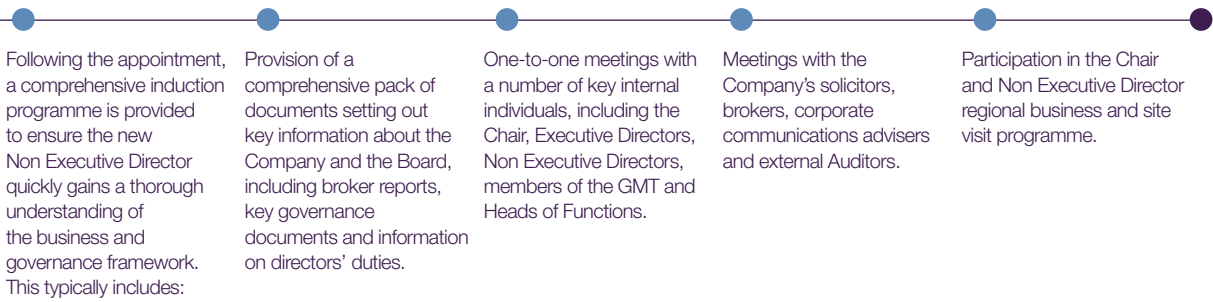 Following the appointment,
a comprehensive induction
programme is provided
to ensure the new
Non Executive Director
quickly gains a thorough
understanding of
the business and
governance framework.
This typically includes:
Provision of a
comprehensive pack of
documents setting out
key information about the
Company and the Board,
including broker reports,
key governance
documents and information
on directors’ duties.
One-to-one meetings with
a number of key internal
individuals, including the
Chair, Executive Directors,
Non Executive Directors,
members of the GMT and
Heads of Functions.
Meetings with the
Company’s solicitors,
brokers, corporate
communications advisers
and external Auditors.
Participation in the Chair
and Non Executive Director
regional business and site
visit programme.